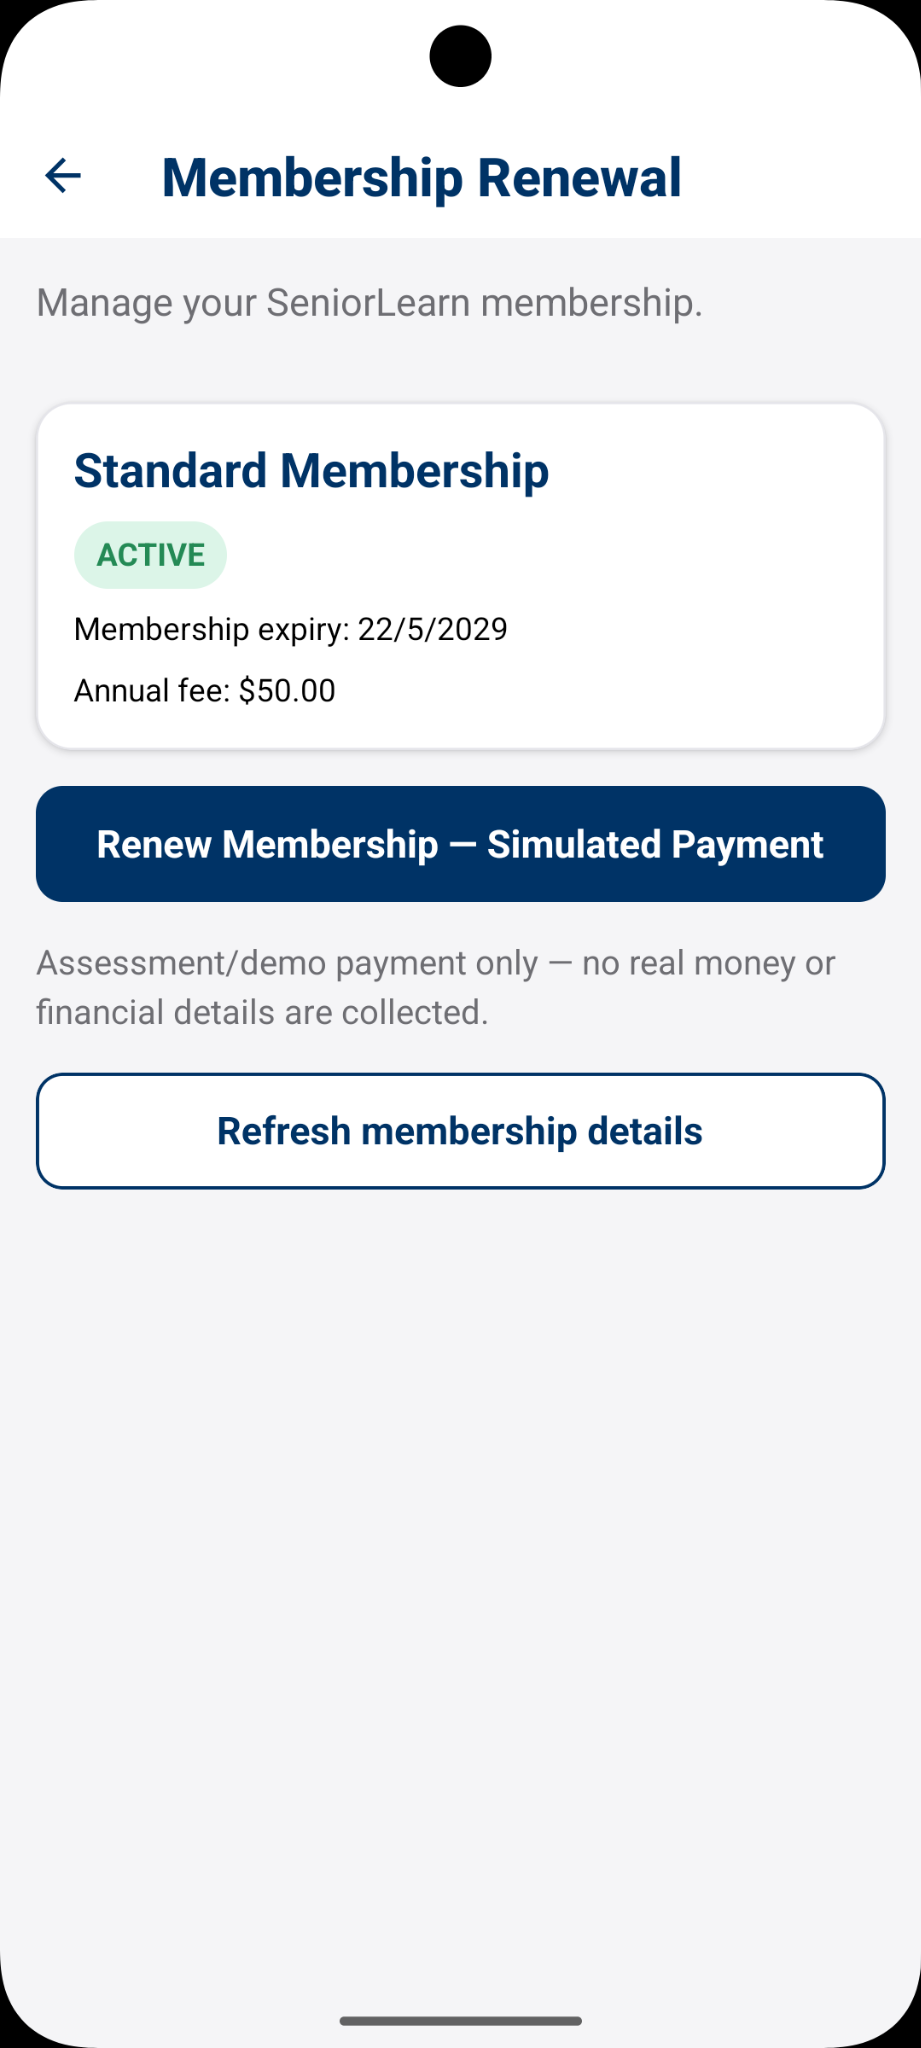 Membership Renewal
Manage your SeniorLearn membership.
Standard Membership
ACTIVE
Membership expiry: 22/5/2029
Annual fee: $50.00
Renew Membership — Simulated Payment
Assessment/demo payment only — no real money or
financial details are collected.
Refresh membership details